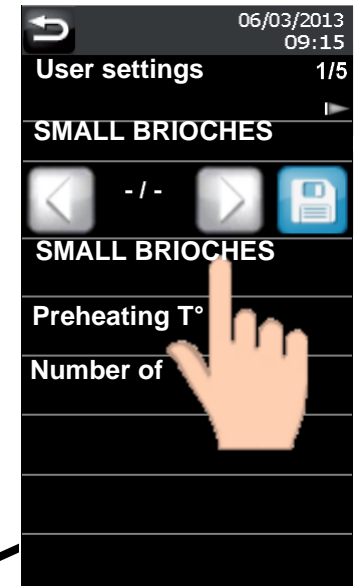 06/03/2013
09:15
User settings 1/5
SMALL BRIOCHES
- / -
SMALL BRIOCHES
Preheating T°
Number of